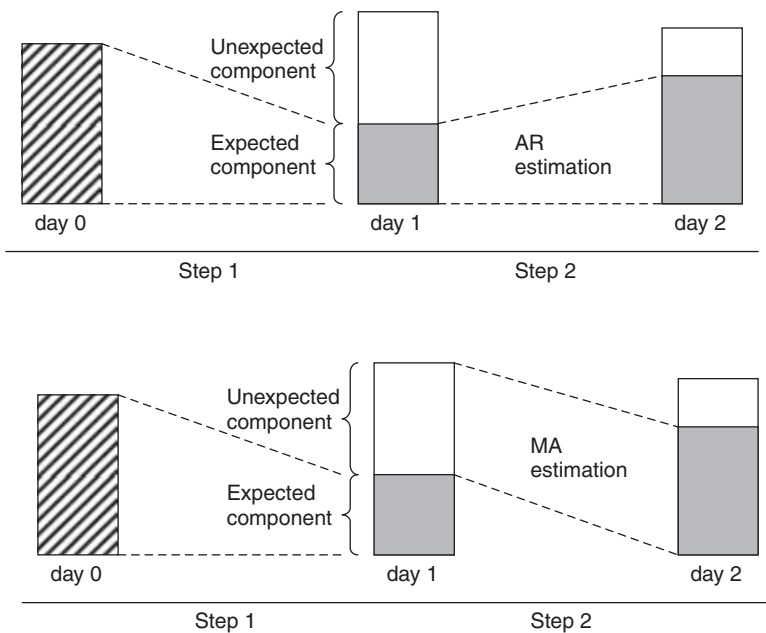 Unexpected
component
Expected
component
AR
estimation
day 0
day 1
day 2
Step 1
Step 2
Unexpected
component
MA
estimation
Expected
component
day 0
day 1
day 2
Step 1
Step 2